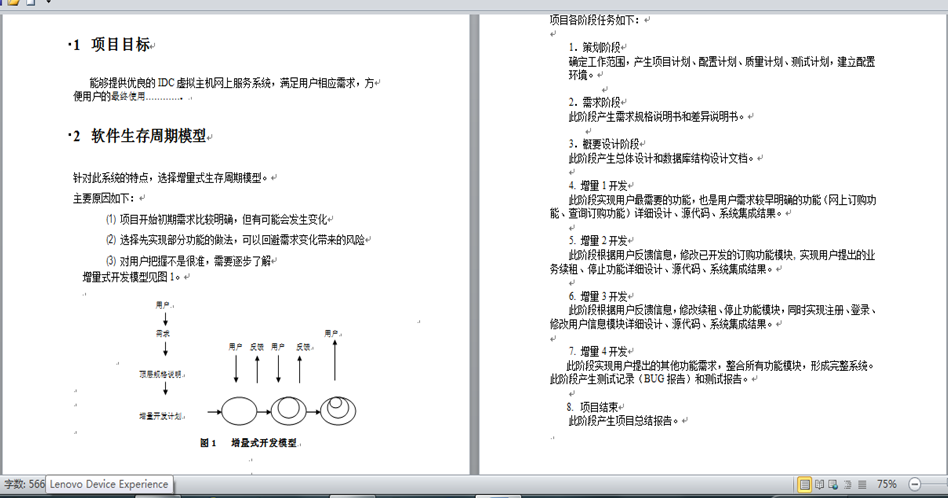 ·1 项目目标
能够提供优良的 IDC 虚拟主机网上服务系统，满足用户相应需求，方
便用户的最终使用…………．
·2 软件生存周期模型
针对此系统的特点，选择增量式生存周期模型。
主要原因如下：
(1) 项目开始初期需求比较明确，但有可能会发生变化
(2) 选择先实现部分功能的做法，可以回避需求变化带来的风险
(3) 对用户把握不是很准，需要逐步了解
增量式开发模型见图 1。
用户
需求
顶层规格说明
增量开发计划
用户 反馈 用户 反馈 用户
图 1 增量式开发模型
项目各阶段任务如下：
1．策划阶段
确定工作范围，产生项目计划、配置计划、质量计划、测试计划，建立配置
环境。
2．需求阶段
此阶段产生需求规格说明书和差异说明书。
3．概要设计阶段
此阶段产生总体设计和数据库结构设计文档。
4. 增量 1 开发
此阶段实现用户最需要的功能，也是用户需求较早明确的功能（网上订购功
能、查询订购功能）详细设计、源代码、系统集成结果。
5. 增量 2 开发
此阶段根据用户反馈信息，修改已开发的订购功能模块，实现用户提出的业
务续租、停止功能详细设计、源代码、系统集成结果．
6. 增量 3 开发
此阶段根据用户反馈信息，修改续租、停止功能模块，同时实现注册、登录、
修改用户信息模块详细设计、源代码、系统集成结果。
7. 增量 4 开发
此阶段实现用户提出的其他功能需求，整合所有功能模块，形成完整系统。
此阶段产生测试记录（BUG 报告）和测试报告。
8. 项目结束
此阶段产生项目总结报告。
字数: 566
Lenovo Device Experience
75%